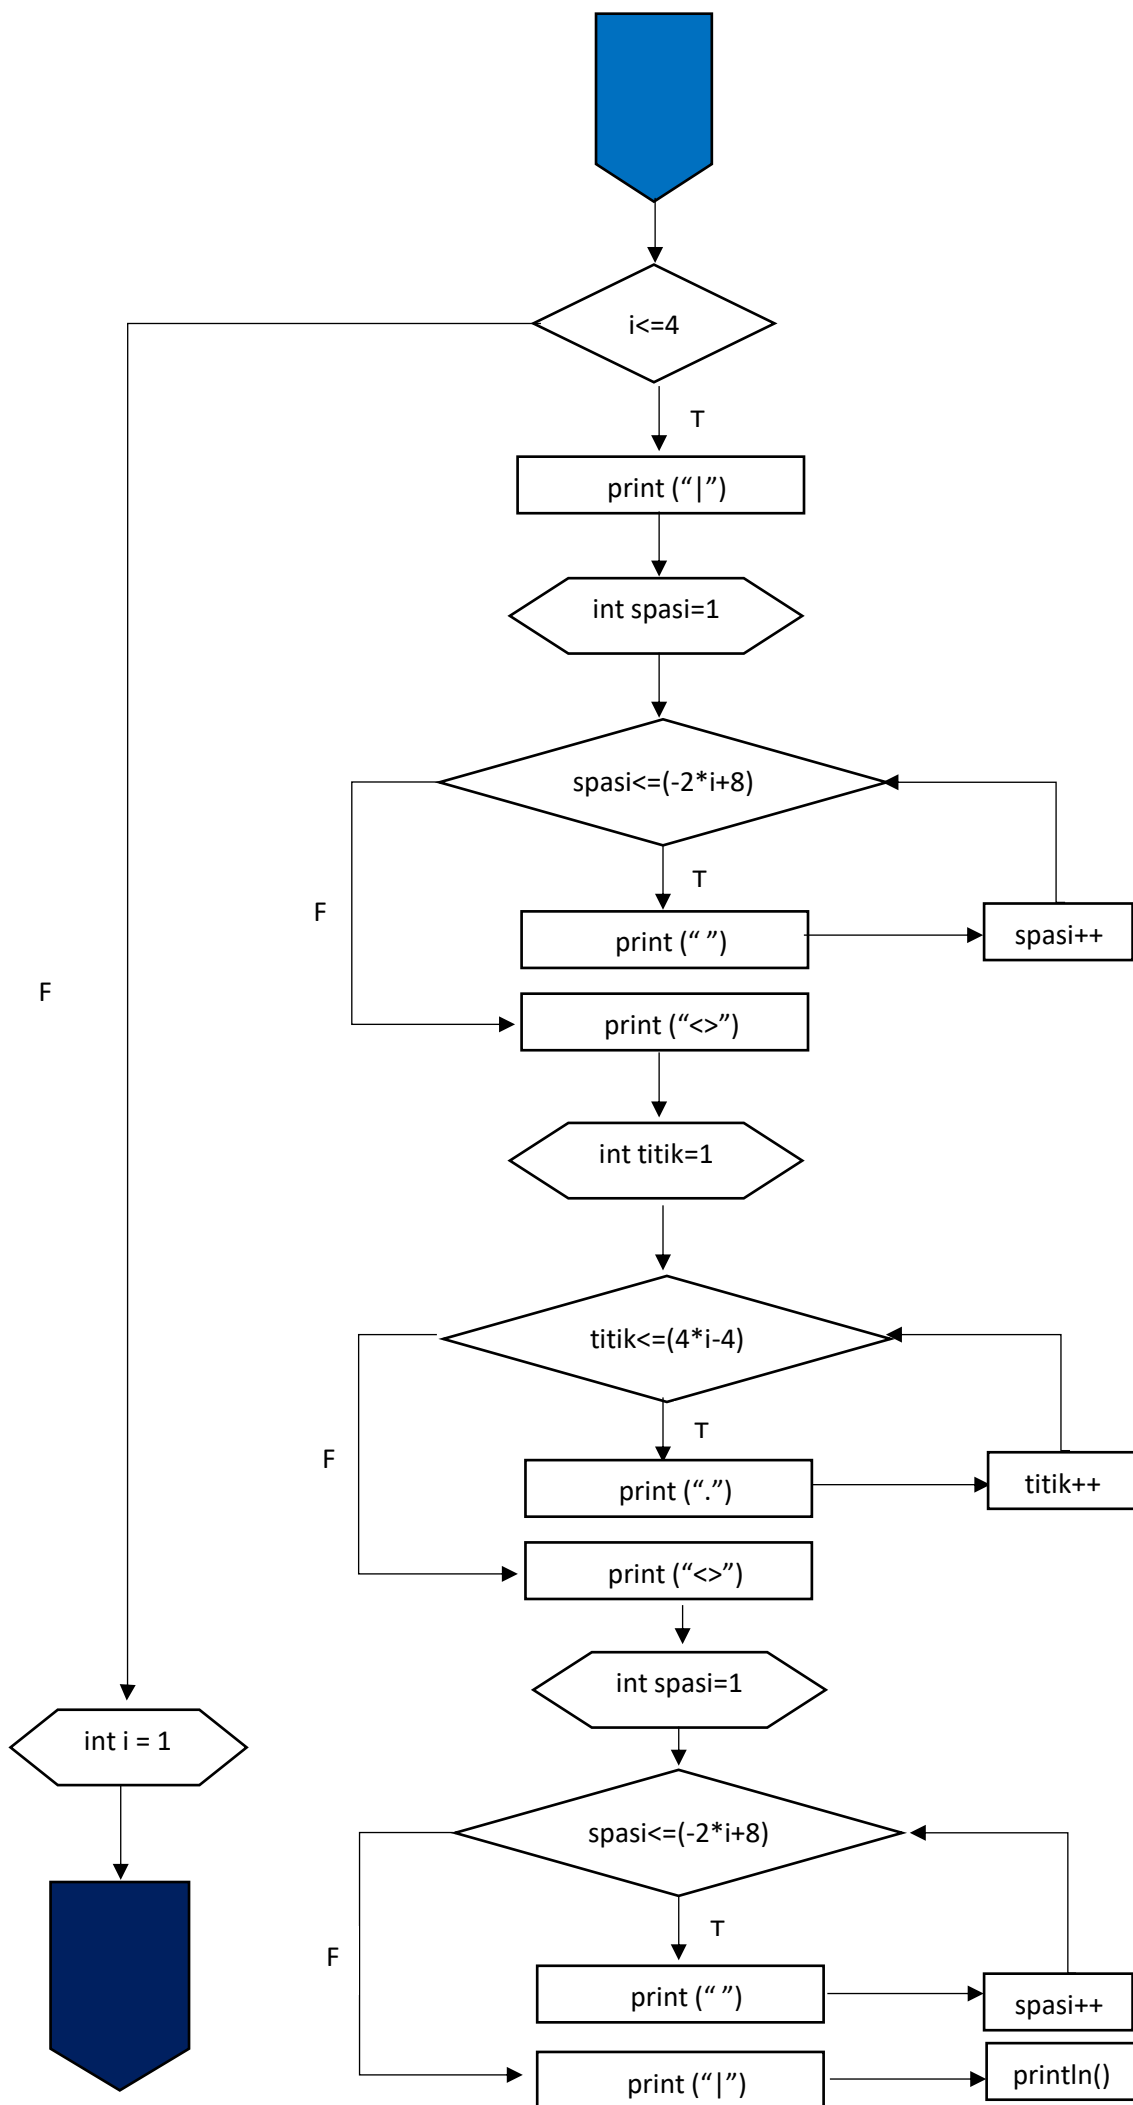 i<=4
T
print (“|”)
int spasi=1
spasi<=(-2*i+8)
T
F
print (“ ”)
spasi++
F
print (“<>”)
int titik=1
titik<=(4*i-4)
T
F
print (“.”)
titik++
print (“<>”)
int spasi=1
int i = 1
spasi<=(-2*i+8)
T
F
print (“ ”)
spasi++
print (“|”)
println()